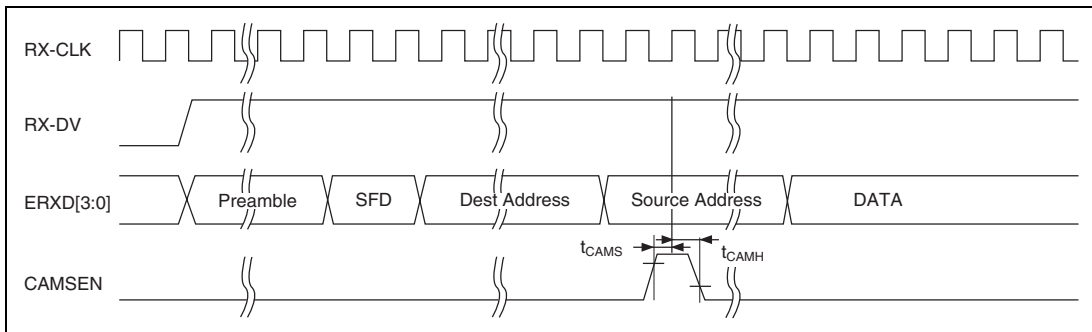 RX-CLK
RX-DV
ERXD[3:0] Preamble SFD Dest Address Source Address DATA
tCAMS tCAMH
CAMSEN